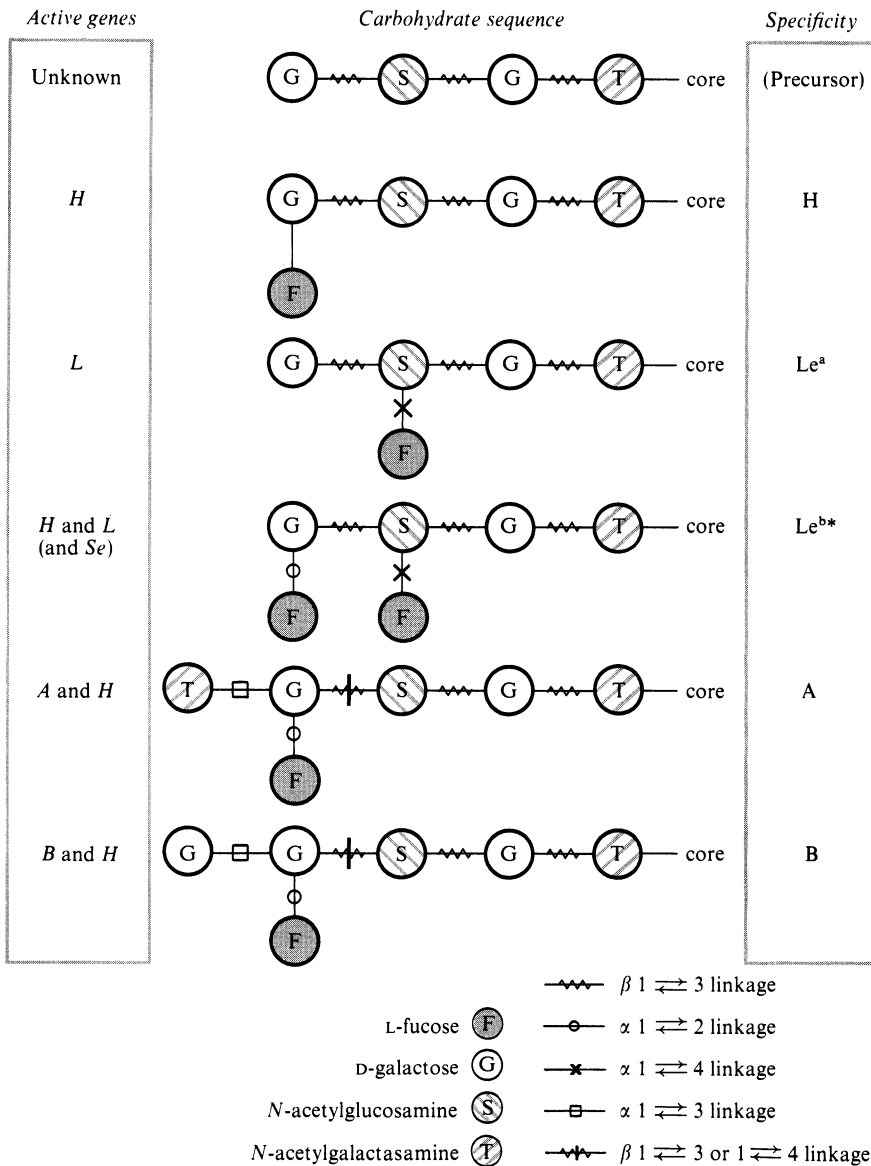 Active genes Carbohydrate sequence Specificity
Unknown G S G T core (Precursor)
H G S G T core H
F
L G S G T core Leᵃ
F
H and L G S G T core Leᵇ*
(and Se)
F F
A and H T G S G T core A
F
B and H G G S G T core B
F
β 1 ⇄ 3 linkage
L-fucose F α 1 ⇄ 2 linkage
D-galactose G α 1 ⇄ 4 linkage
N-acetylglucosamine S α 1 ⇄ 3 linkage
N-acetylgalactasamine T β 1 ⇄ 3 or 1 ⇄ 4 linkage